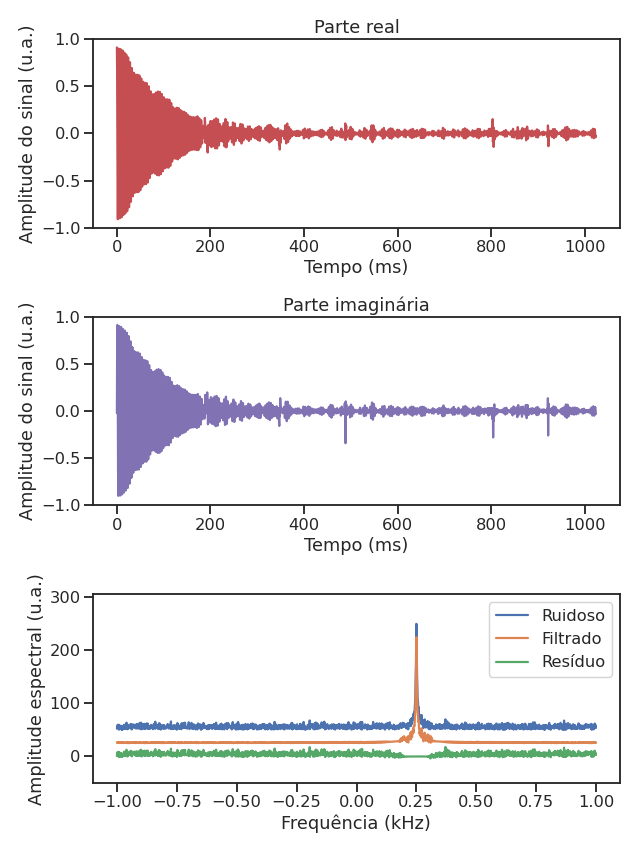 Parte real
Amplitude do sinal (u.a.)
1.0
0.5
0.0
−0.5
−1.0
0 200 400 600 800 1000
Tempo (ms)
Parte imaginária
Amplitude do sinal (u.a.)
1.0
0.5
0.0
−0.5
−1.0
0 200 400 600 800 1000
Tempo (ms)
Amplitude espectral (u.a.)
300
200
100
0
Ruidoso
Filtrado
Resíduo
−1.00 −0.75 −0.50 −0.25 0.00 0.25 0.50 0.75 1.00
Frequência (kHz)